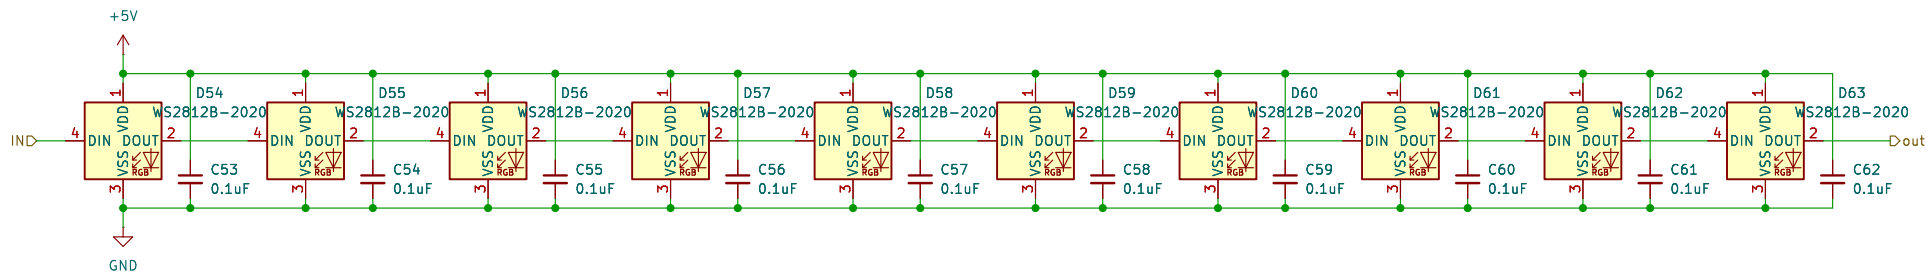 +5V
D54 D55 D56 D57 D58 D59 D60 D61 D62 D63
1 1 1 1 1 1 1 1 1 1
WS2812B-2020 WS2812B-2020 WS2812B-2020 WS2812B-2020 WS2812B-2020 WS2812B-2020 WS2812B-2020 WS2812B-2020 WS2812B-2020 WS2812B-2020
VDD VDD VDD VDD VDD VDD VDD VDD VDD VDD
4 2 4 2 4 2 4 2 4 2 4 2 4 2 4 2 4 2 4 2
IN DIN DOUT DIN DOUT DIN DOUT DIN DOUT DIN DOUT DIN DOUT DIN DOUT DIN DOUT DIN DOUT DIN DOUT out
VSS VSS VSS VSS VSS VSS VSS VSS VSS VSS
RGB C53 RGB C54 RGB C55 RGB C56 RGB C57 RGB C58 RGB C59 RGB C60 RGB C61 RGB C62
3 0.1uF 3 0.1uF 3 0.1uF 3 0.1uF 3 0.1uF 3 0.1uF 3 0.1uF 3 0.1uF 3 0.1uF 3 0.1uF
GND